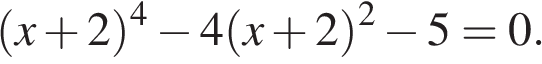 (x + 2)⁴ − 4(x + 2)² − 5 = 0.